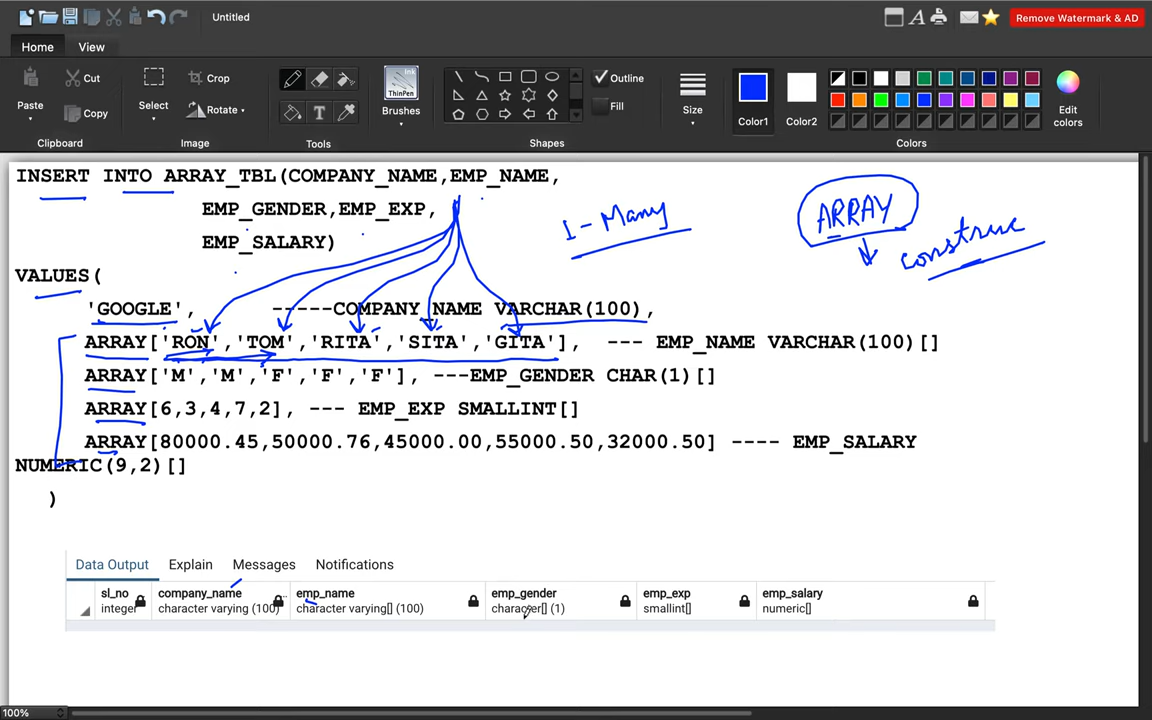 Untitled
Remove Watermark & AD
Home View
Paste Cut Copy Select Crop Rotate Brushes ThinPen Outline Fill Size Color1 Color2 Edit colors
Clipboard Image Tools Shapes Colors
INSERT INTO ARRAY_TBL(COMPANY_NAME,EMP_NAME,
EMP_GENDER,EMP_EXP,
EMP_SALARY)
1-Many
ARRAY
construc
VALUES(
'GOOGLE', -----COMPANY_NAME VARCHAR(100),
ARRAY['RON','TOM','RITA','SITA','GITA'], --- EMP_NAME VARCHAR(100)[]
ARRAY['M','M','F','F','F'], ---EMP_GENDER CHAR(1)[]
ARRAY[6,3,4,7,2], --- EMP_EXP SMALLINT[]
ARRAY[80000.45,50000.76,45000.00,55000.50,32000.50] ---- EMP_SALARY
NUMERIC(9,2)[]
)
Data Output Explain Messages Notifications
sl_no company_name emp_name emp_gender emp_exp emp_salary
integer character varying (100) character varying[] (100) character[] (1) smallint[] numeric[]
100%